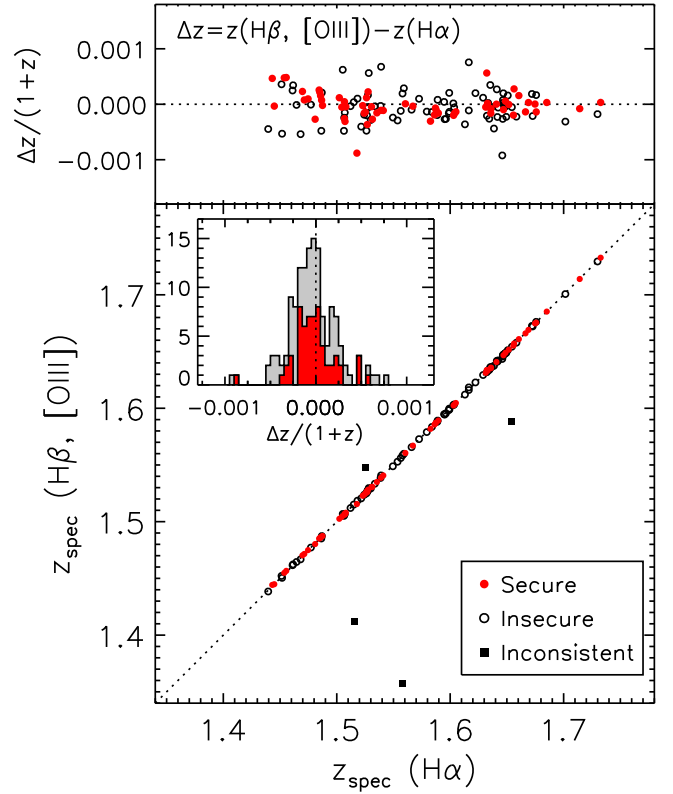 Δz=z(Hβ, [OIII])−z(Hα)
Δz/(1+z)
0.001
0.000
−0.001
15
10
5
0
−0.001 0.000 0.001
Δz/(1+z)
z_spec (Hβ, [OIII])
1.7
1.6
1.5
1.4
Secure
Insecure
Inconsistent
1.4 1.5 1.6 1.7
z_spec (Hα)